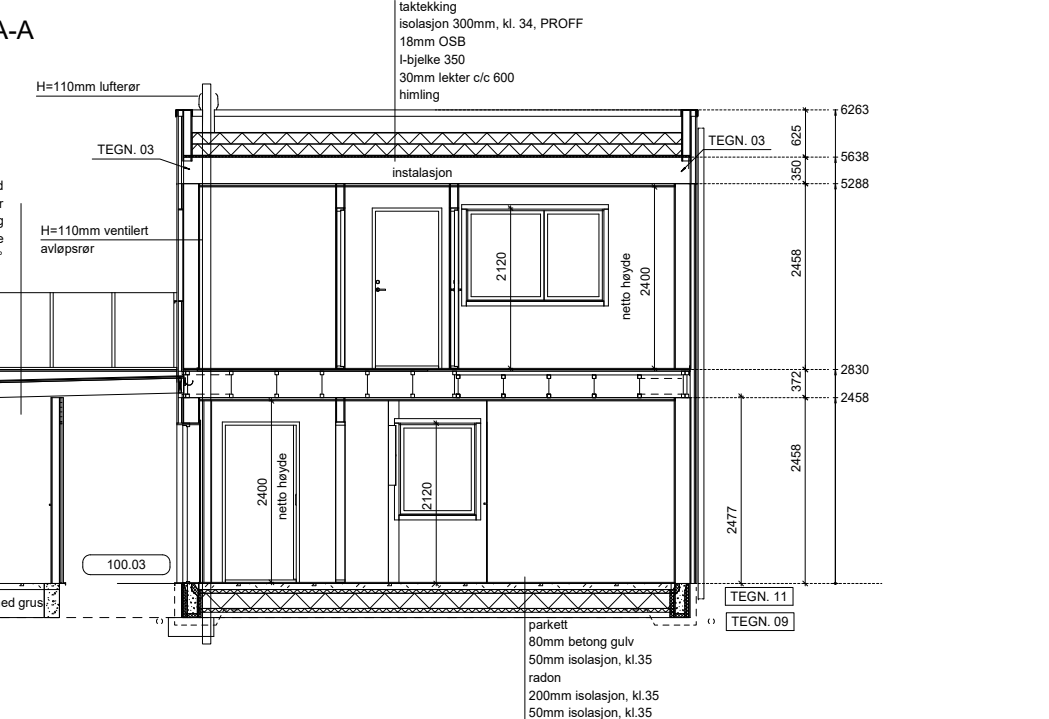 A-A
taktekking
isolasjon 300mm, kl. 34, PROFF
18mm OSB
I-bjelke 350
30mm lekter c/c 600
himling
H=110mm lufterør
6263
625
TEGN. 03
TEGN. 03
5638
350
instalasjon
5288
d
r
g
e
H=110mm ventilert
avløpsrør
2120
netto høyde
2400
2458
2830
372
2458
2400
netto høyde
2120
2458
2477
100.03
ed grus
TEGN. 11
TEGN. 09
parkett
80mm betong gulv
50mm isolasjon, kl.35
radon
200mm isolasjon, kl.35
50mm isolasjon, kl.35